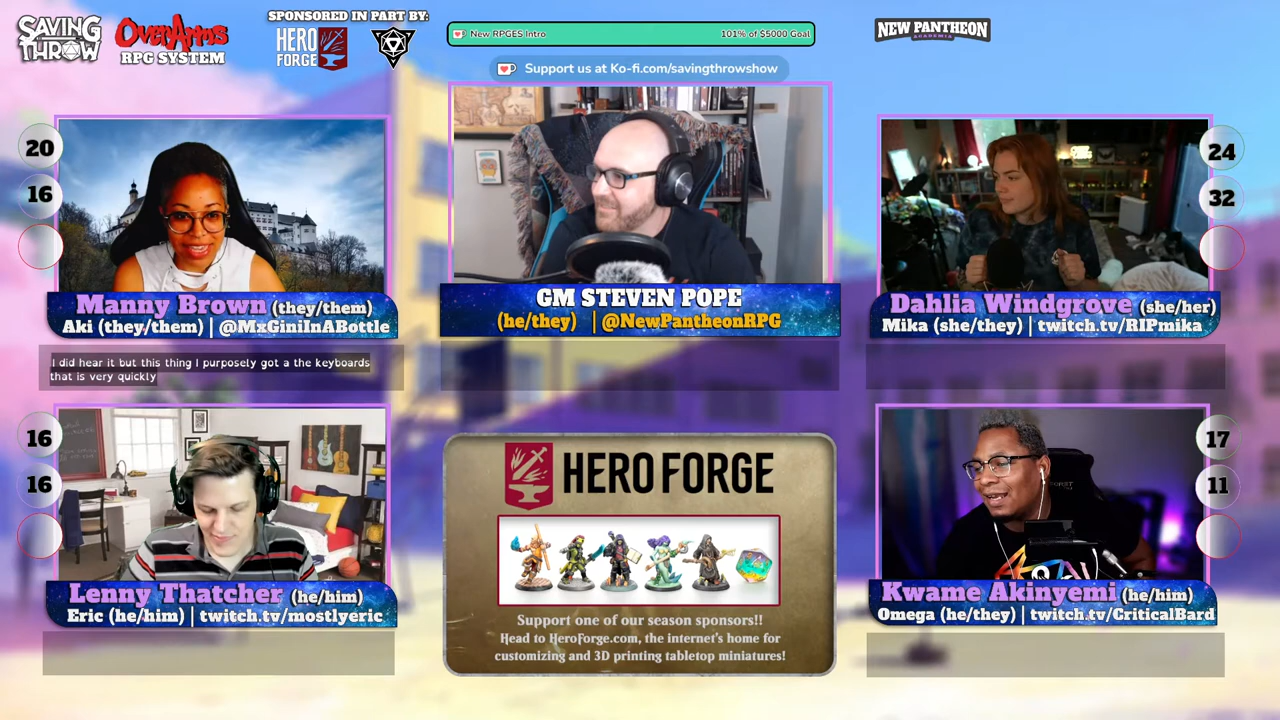 SAVING THROW
OVERARMS
RPG SYSTEM
SPONSORED IN PART BY:
HERO FORGE
New RPGES Intro
101% of $5000 Goal
Support us at Ko-fi.com/savingthrowshow
NEW PANTHEON
ACADEMIA
20
16
24
32
Manny Brown (they/them)
Aki (they/them) | @MxGiniInABottle
GM STEVEN POPE
(he/they) | @NewPantheonRPG
Dahlia Windgrove (she/her)
Mika (she/they) | twitch.tv/RIPmika
I did hear it but this thing I purposely got a the keyboards
that is very quickly
16
16
17
11
HERO FORGE
Lenny Thatcher (he/him)
Eric (he/him) | twitch.tv/mostlyeric
Kwame Akinyemi (he/him)
Omega (he/they) | twitch.tv/CriticalBard
Support one of our season sponsors!!
Head to HeroForge.com, the internet's home for
customizing and 3D printing tabletop miniatures!